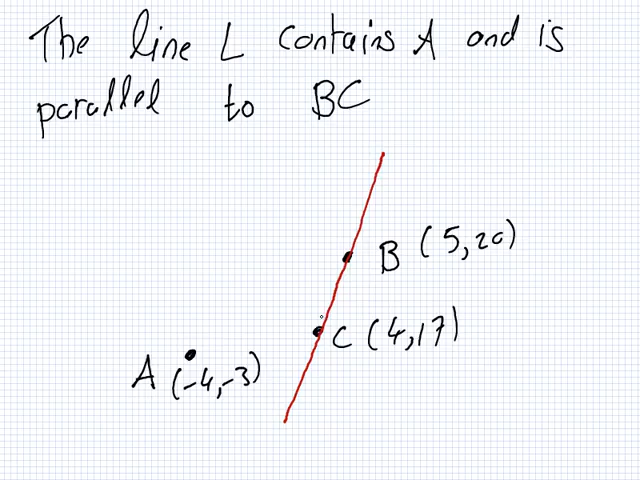 The line L contains A and is
parallel to BC
B (5,20)
C (4,17)
A (-4,-3)